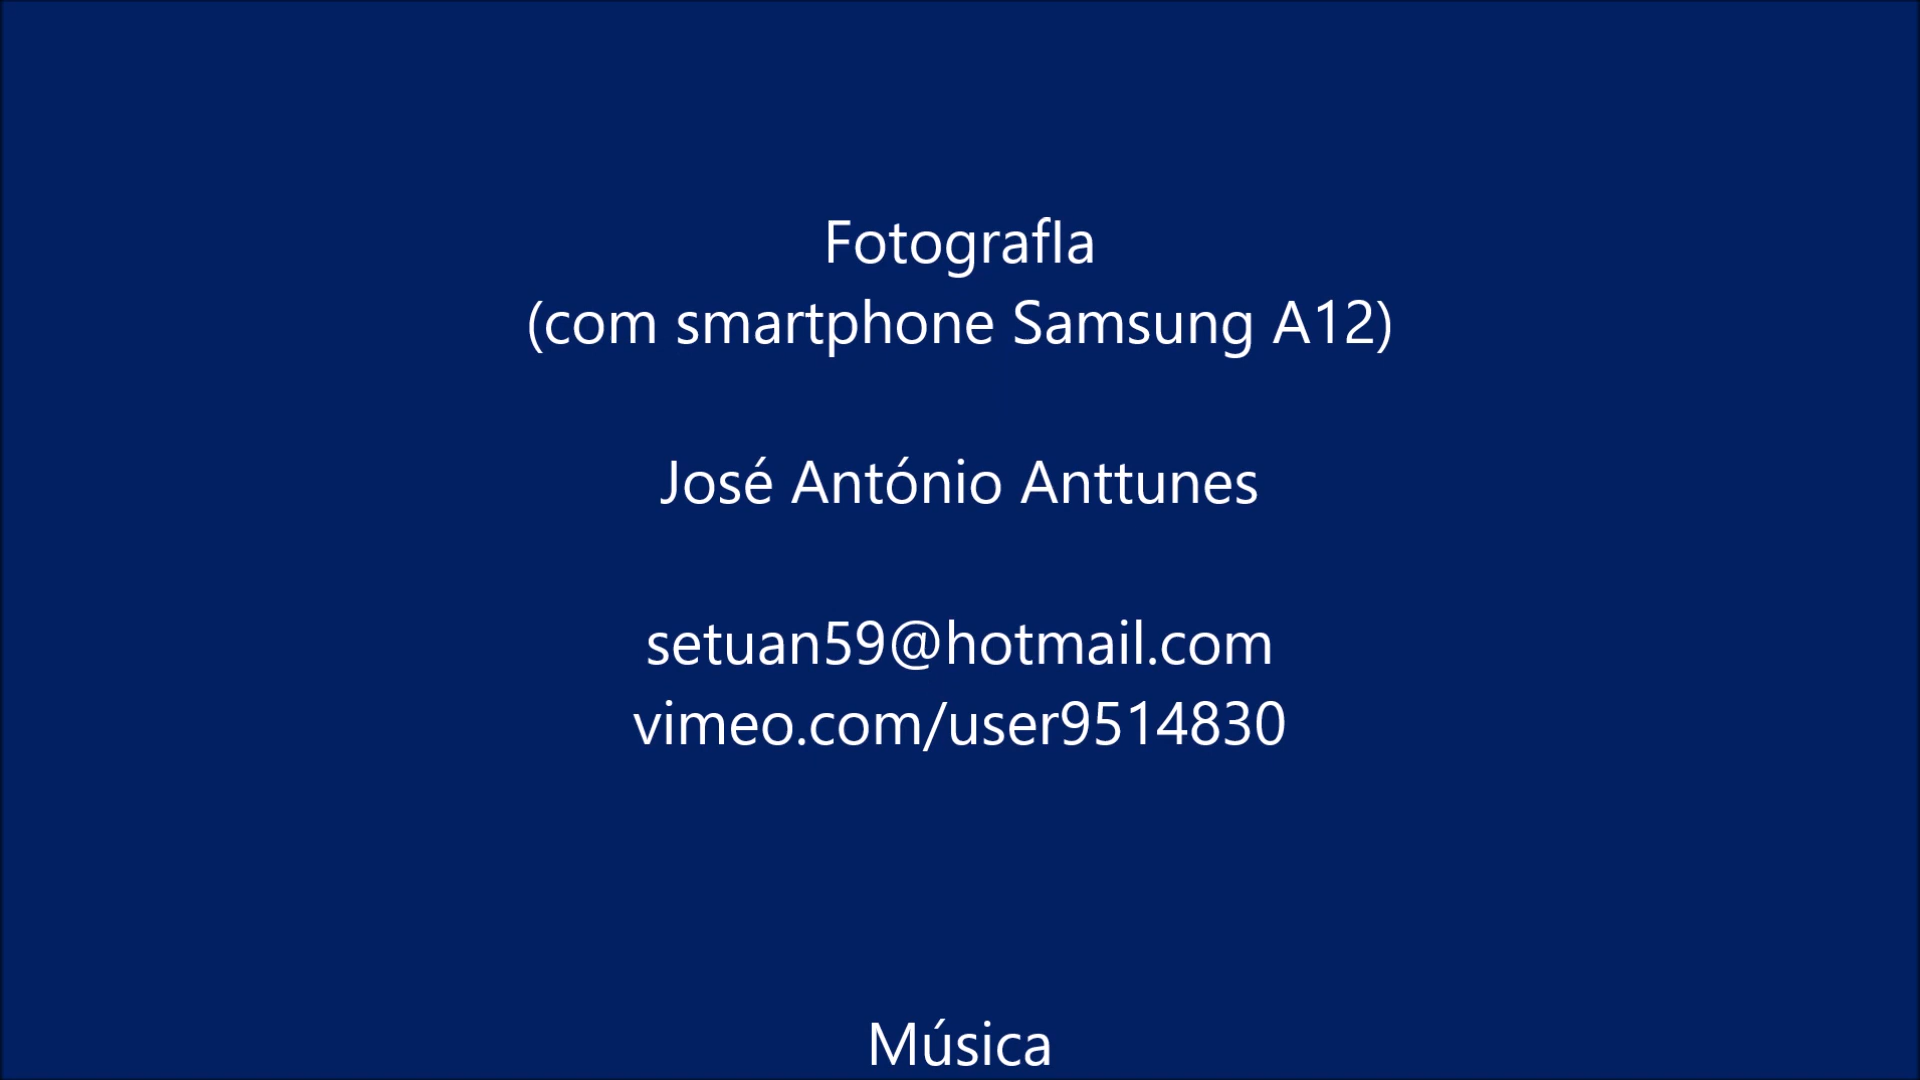 Fotografla
(com smartphone Samsung A12)
José António Anttunes
setuan59@hotmail.com
vimeo.com/user9514830
Música